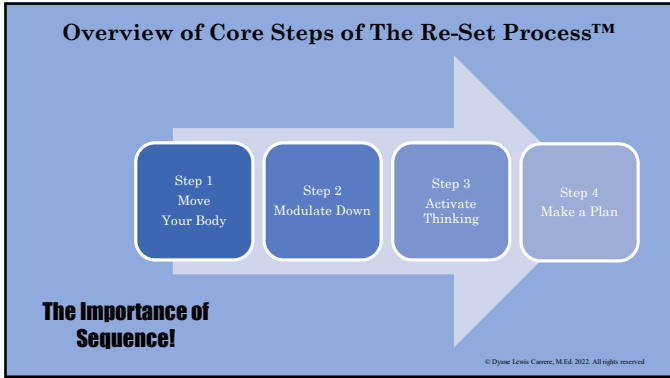 Overview of Core Steps of The Re-Set Process™
Step 1
Move
Your Body
Step 2
Modulate Down
Step 3
Activate
Thinking
Step 4
Make a Plan
The Importance of
Sequence!
© Dyane Lewis Carrere, M.Ed. 2022. All rights reserved